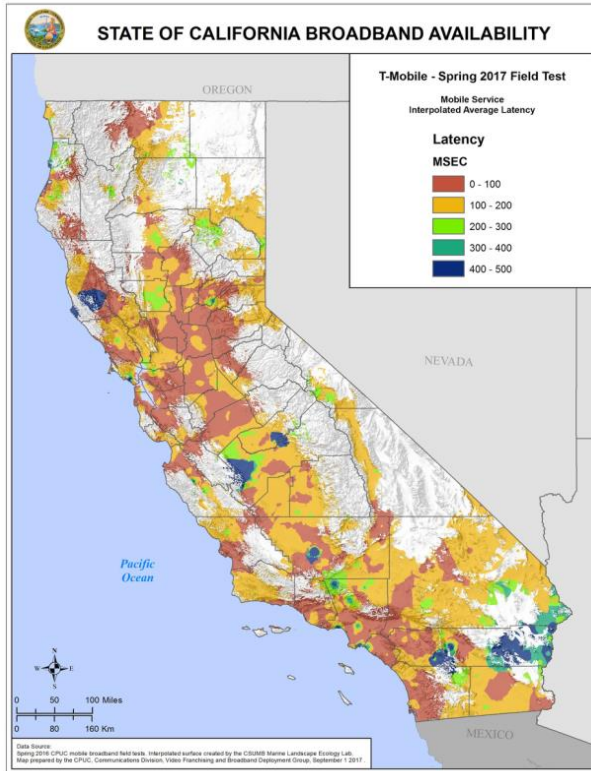 STATE OF CALIFORNIA BROADBAND AVAILABILITY
T-Mobile - Spring 2017 Field Test
Mobile Service
Interpolated Average Latency
Latency
MSEC
0 - 100
100 - 200
200 - 300
300 - 400
400 - 500
OREGON
NEVADA
Pacific
Ocean
N
W
E
S
0 50 100 Miles
0 80 160 Km
MEXICO
Data Source:
Spring 2016 CPUC mobile broadband field tests. Interpolated surface created by the CSUMB Marine Landscape Ecology Lab.
Map prepared by the CPUC, Communications Division, Video Franchising and Broadband Deployment Group, September 1 2017.